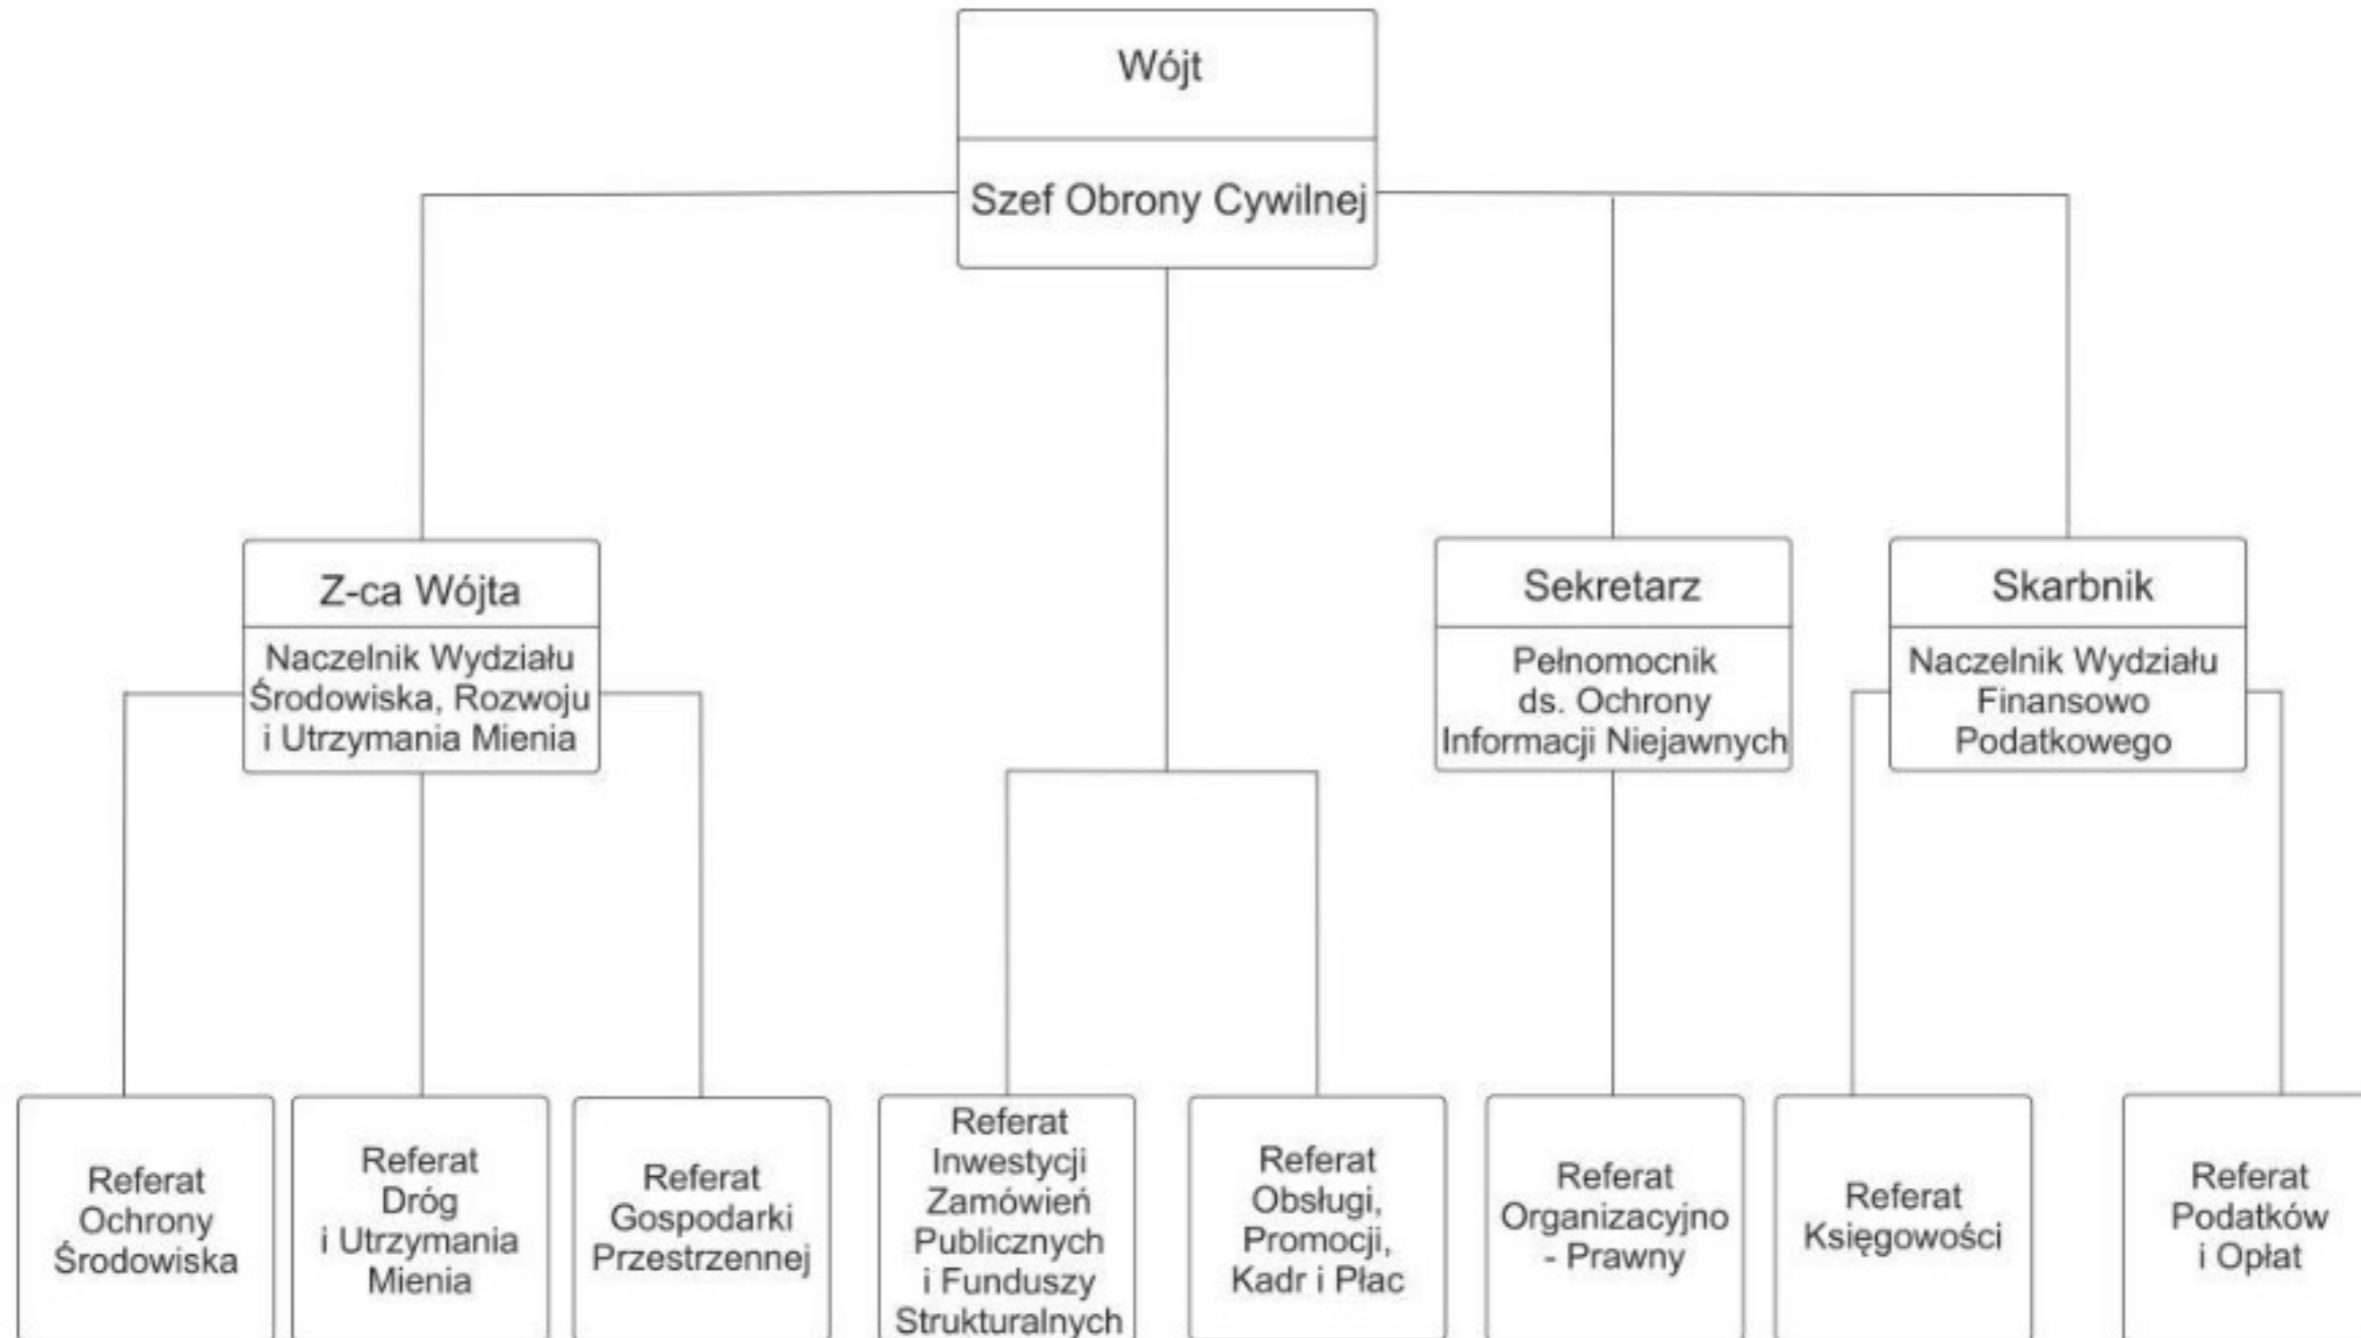 Wójt
Szef Obrony Cywilnej
Z-ca Wójta
Naczelnik Wydziału
Środowiska, Rozwoju
i Utrzymania Mienia
Sekretarz
Pełnomocnik
ds. Ochrony
Informacji Niejawnych
Skarbnik
Naczelnik Wydziału
Finansowo
Podatkowego
Referat
Ochrony
Środowiska
Referat
Dróg
i Utrzymania
Mienia
Referat
Gospodarki
Przestrzennej
Referat
Inwestycji
Zamówień
Publicznych
i Funduszy
Strukturalnych
Referat
Obsługi,
Promocji,
Kadr i Płac
Referat
Organizacyjno
- Prawny
Referat
Księgowości
Referat
Podatków
i Opłat